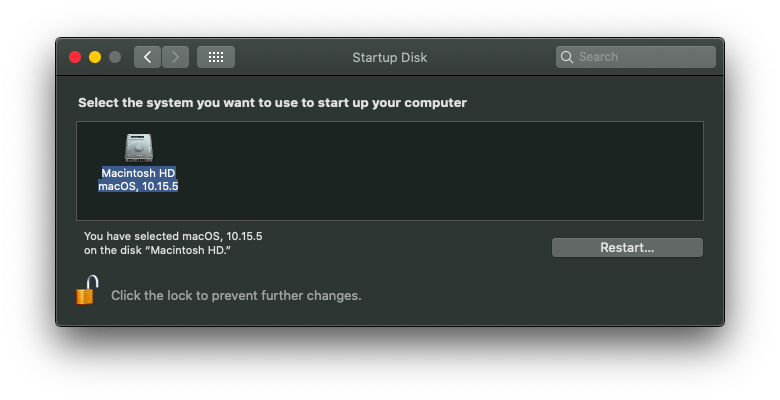 Startup Disk
Search
Select the system you want to use to start up your computer
Macintosh HD
macOS, 10.15.5
You have selected macOS, 10.15.5
on the disk “Macintosh HD.”
Restart...
Click the lock to prevent further changes.